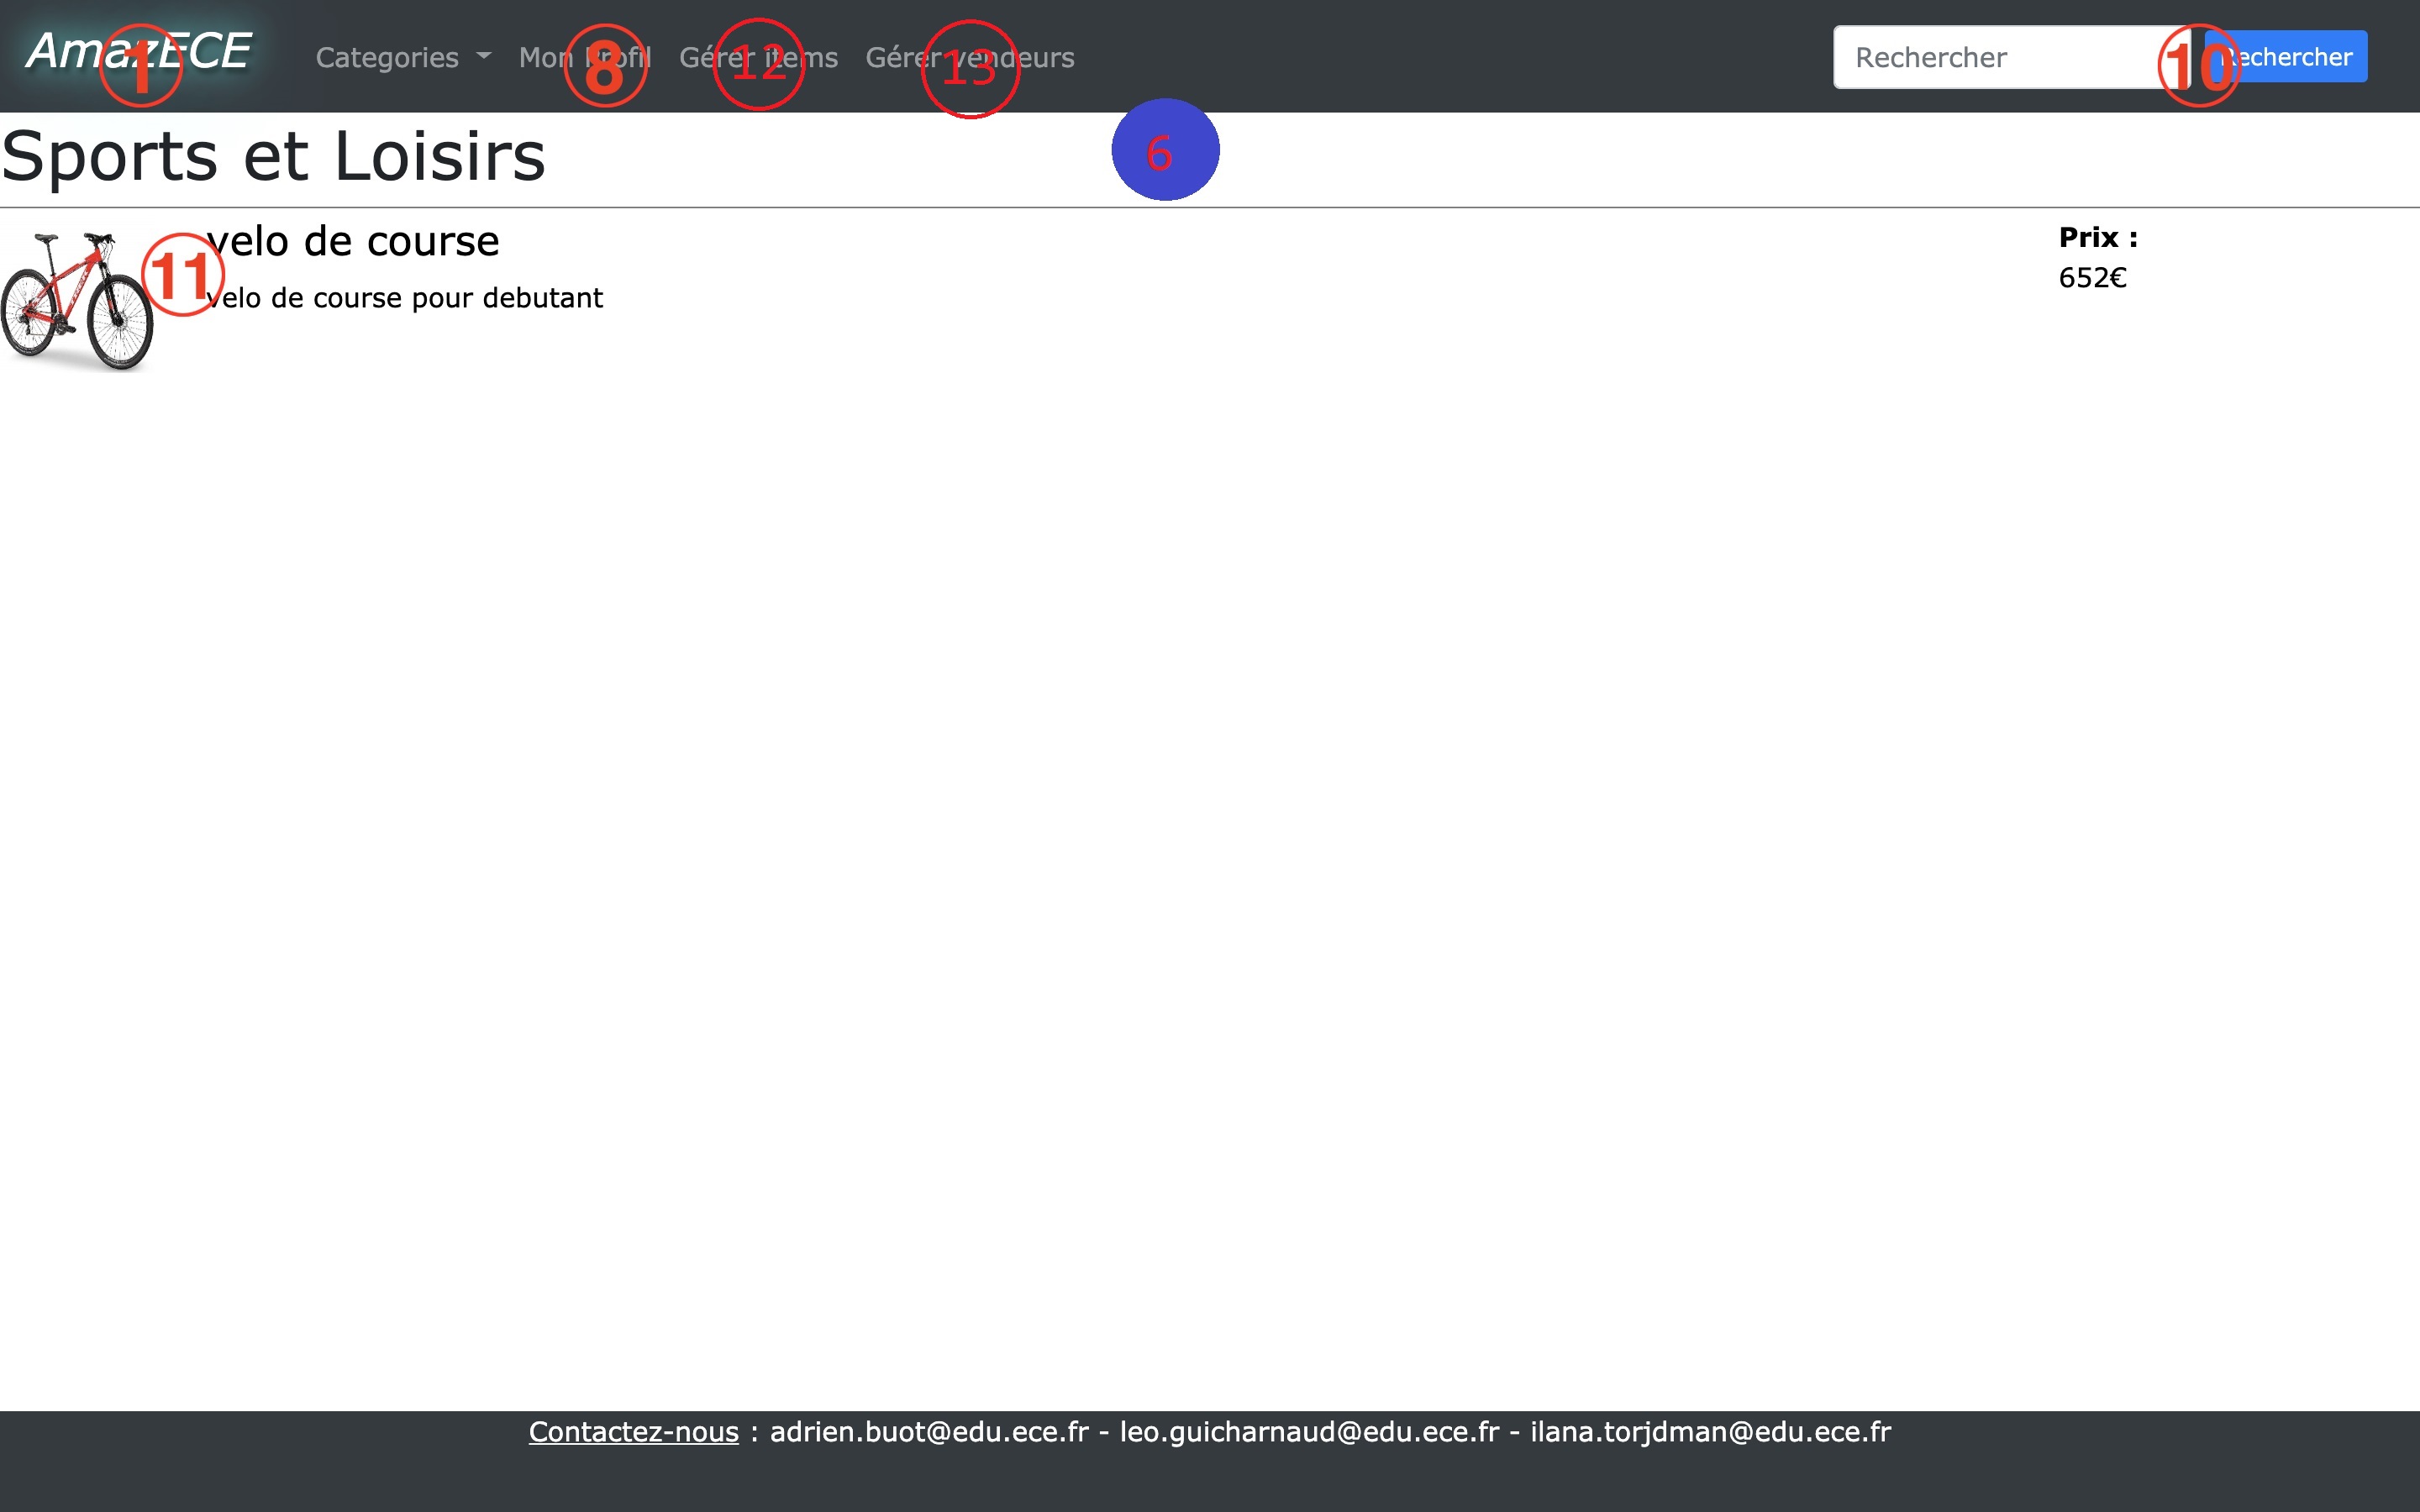 AmazECE Categories Mon Profil Gérer items Gérer vendeurs Rechercher Rechercher
1 8 12 13 10
6
Sports et Loisirs
velo de course
Prix :
11
652€
velo de course pour debutant
Contactez-nous : adrien.buot@edu.ece.fr - leo.guicharnaud@edu.ece.fr - ilana.torjdman@edu.ece.fr